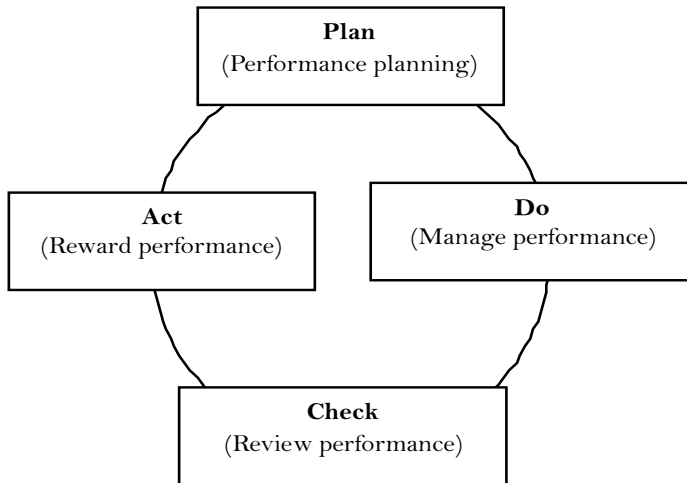 Plan
(Performance planning)
Act
(Reward performance)
Do
(Manage performance)
Check
(Review performance)